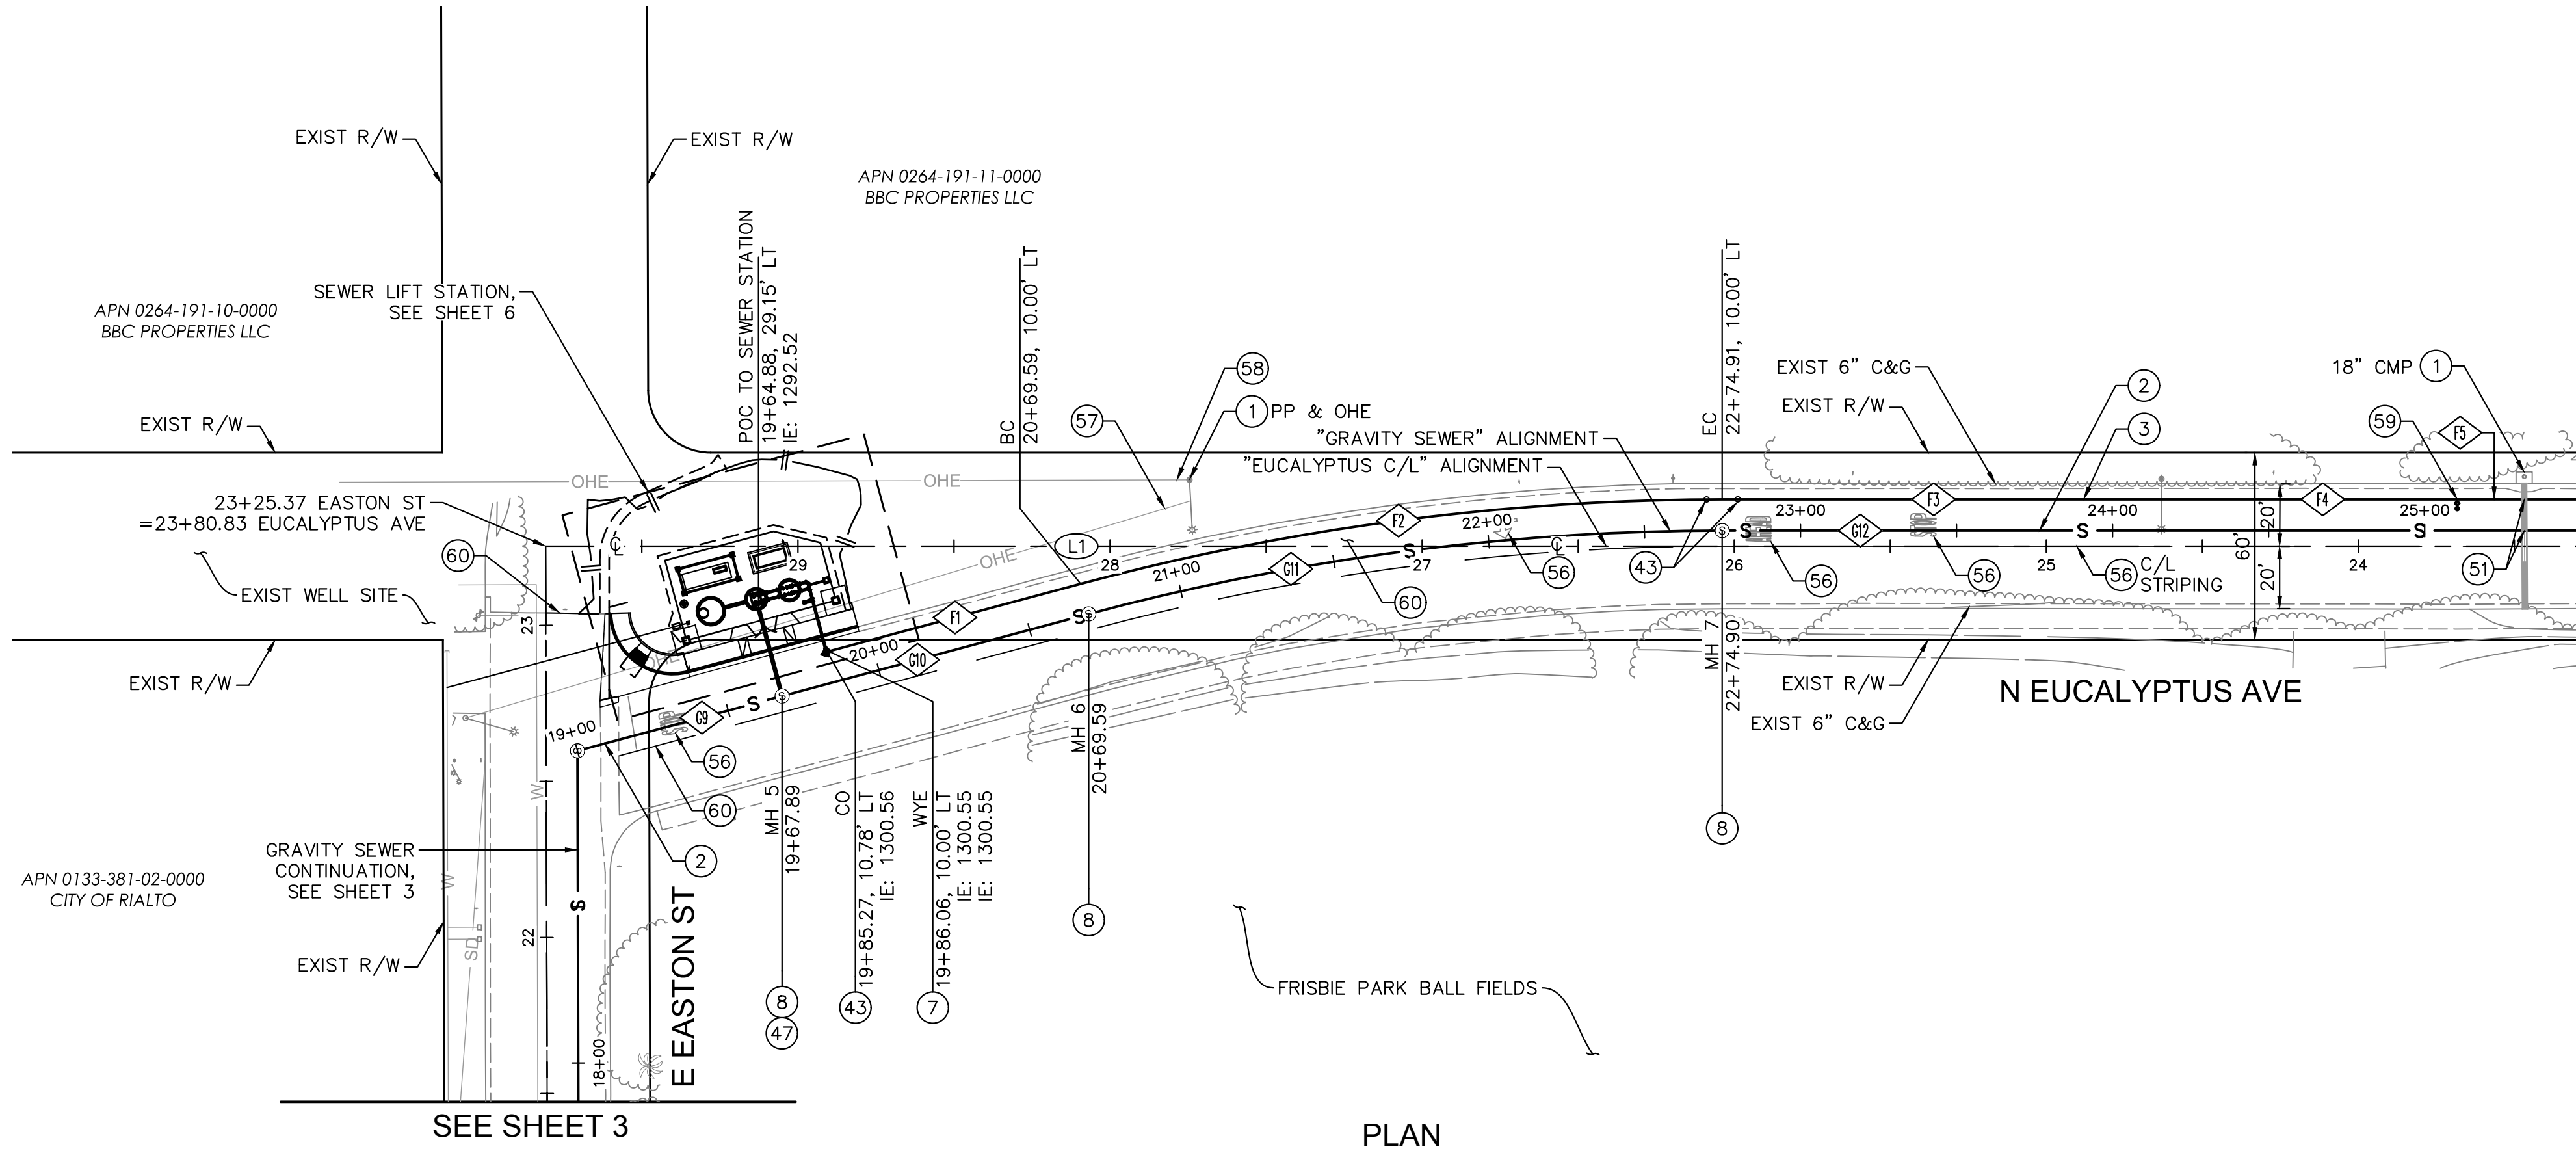 EXIST R/W
EXIST R/W
APN 0264-191-11-0000
BBC PROPERTIES LLC
APN 0264-191-10-0000
BBC PROPERTIES LLC
SEWER LIFT STATION,
SEE SHEET 6
POC TO SEWER STATION
19+64.88, 29.15' LT
IE: 1292.52
BC
20+69.59, 10.00' LT
EC
22+74.91, 10.00' LT
58
1 PP & OHE
57
"GRAVITY SEWER" ALIGNMENT
"EUCALYPTUS C/L" ALIGNMENT
EXIST 6" C&G
EXIST R/W
2
3
18" CMP 1
59
F5
EXIST R/W
OHE
OHE
OHE
OHE
23+25.37 EASTON ST
=23+80.83 EUCALYPTUS AVE
60
EXIST WELL SITE
EXIST R/W
23
29
L1
28
27
26
25
24
F1
F2
F3
F4
G9
G10
G11
G12
S
S
S
S
S
S
S
STOP
STOP
19+00
20+00
21+00
22+00
23+00
24+00
25+00
56
60
43
56
56
56 C/L
STRIPING
51
20'
60'
20'
EXIST R/W
EXIST 6" C&G
N EUCALYPTUS AVE
56
60
2
MH 5
19+67.89
8
47
CO
19+85.27, 10.78' LT
IE: 1300.56
43
WYE
19+86.06, 10.00' LT
IE: 1300.55
IE: 1300.55
7
MH 6
20+69.59
8
MH 7
22+74.90
8
GRAVITY SEWER
CONTINUATION,
SEE SHEET 3
APN 0133-381-02-0000
CITY OF RIALTO
EXIST R/W
W
W
SD
S
22
18+00
E EASTON ST
FRISBIE PARK BALL FIELDS
SEE SHEET 3
PLAN